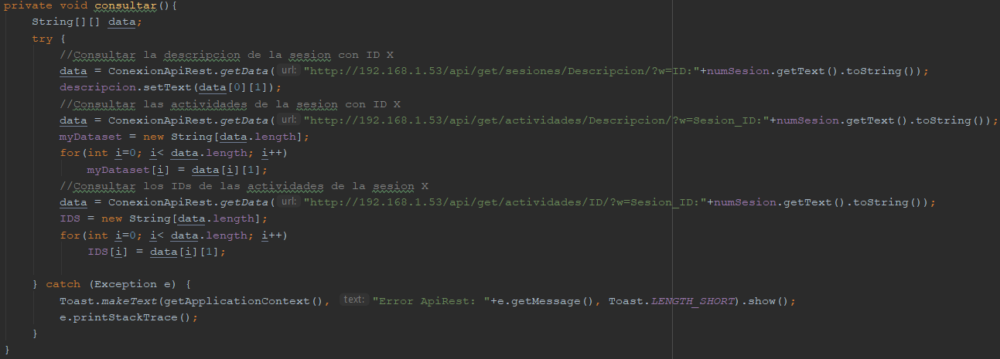 private void consultar(){
    String[][] data;
    try {
        //Consultar la descripcion de la sesion con ID X
        data = ConexionApiRest.getData( url: "http://192.168.1.53/api/get/sesiones/Descripcion/?w=ID:"+numSesion.getText().toString());
        descripcion.setText(data[0][1]);
        //Consultar las actividades de la sesion con ID X
        data = ConexionApiRest.getData( url: "http://192.168.1.53/api/get/actividades/Descripcion/?w=Sesion_ID:"+numSesion.getText().toString());
        myDataset = new String[data.length];
        for(int i=0; i< data.length; i++)
            myDataset[i] = data[i][1];
        //Consultar los IDs de las actividades de la sesion X
        data = ConexionApiRest.getData( url: "http://192.168.1.53/api/get/actividades/ID/?w=Sesion_ID:"+numSesion.getText().toString());
        IDS = new String[data.length];
        for(int i=0; i< data.length; i++)
            IDS[i] = data[i][1];
    } catch (Exception e) {
        Toast.makeText(getApplicationContext(), text: "Error ApiRest: "+e.getMessage(), Toast.LENGTH_SHORT).show();
        e.printStackTrace();
    }
}